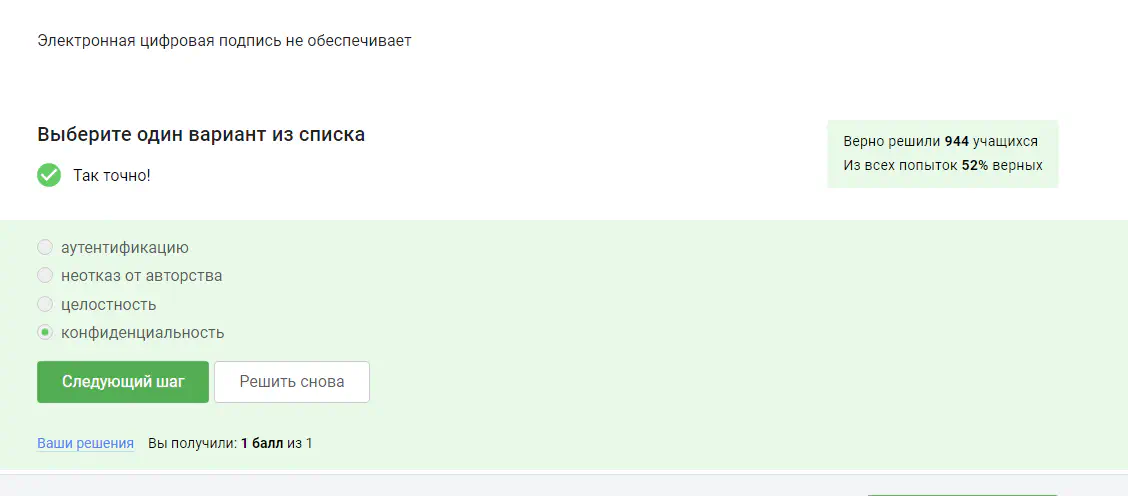 Электронная цифровая подпись не обеспечивает
Выберите один вариант из списка
Так точно!
Верно решили 944 учащихся
Из всех попыток 52% верных
аутентификацию
неотказ от авторства
целостность
конфиденциальность
Следующий шаг
Решить снова
Ваши решения Вы получили: 1 балл из 1